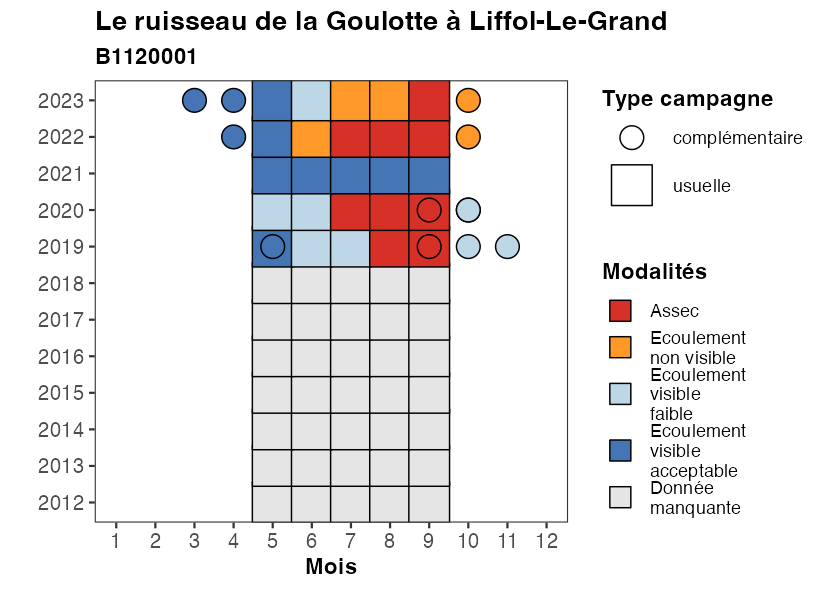 Le ruisseau de la Goulotte à Liffol-Le-Grand
B1120001
2023
2022
2021
2020
2019
2018
2017
2016
2015
2014
2013
2012
1 2 3 4 5 6 7 8 9 10 11 12
Mois
Type campagne
complémentaire
usuelle
Modalités
Assec
Ecoulement
non visible
Ecoulement
visible
faible
Ecoulement
visible
acceptable
Donnée
manquante